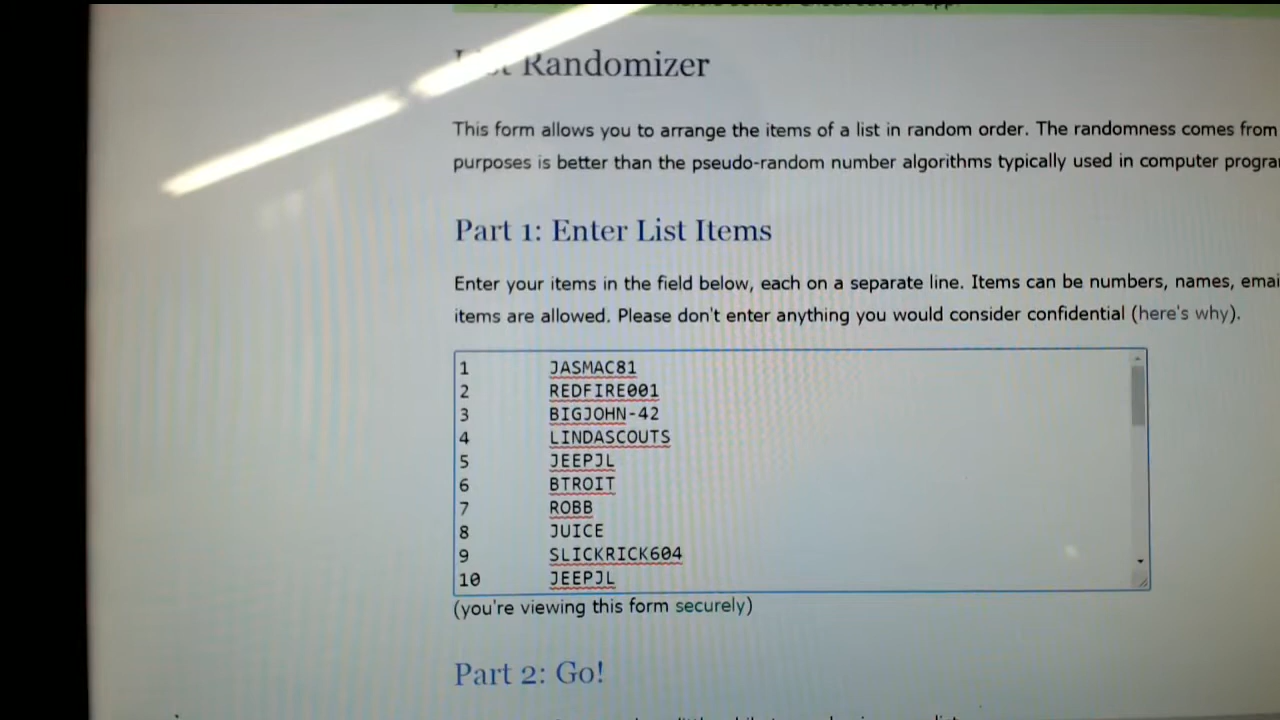 Randomizer
This form allows you to arrange the items of a list in random order. The randomness comes from
purposes is better than the pseudo-random number algorithms typically used in computer
Part 1: Enter List Items
Enter your items in the field below, each on a separate line. Items can be numbers, names,
items are allowed. Please don't enter anything you would consider confidential (here's why).
1 JASMAC81
2 REDFIRE001
3 BIGJOHN-42
4 LINDASCOUTS
5 JEEPJL
6 BTROIT
7 ROBB
8 JUICE
9 SLICKRICK604
10 JEEPJL
(you're viewing this form securely)
Part 2: Go!